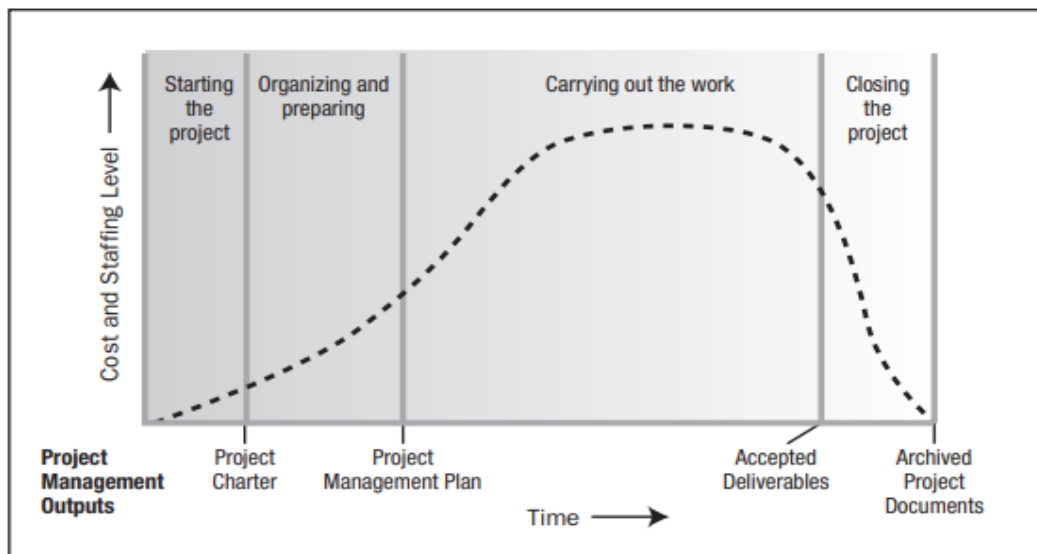 Starting
the
project
Organizing and
preparing
Carrying out the work
Closing
the
project
Cost and Staffing Level
Project
Management
Outputs
Project
Charter
Project
Management Plan
Accepted
Deliverables
Archived
Project
Documents
Time